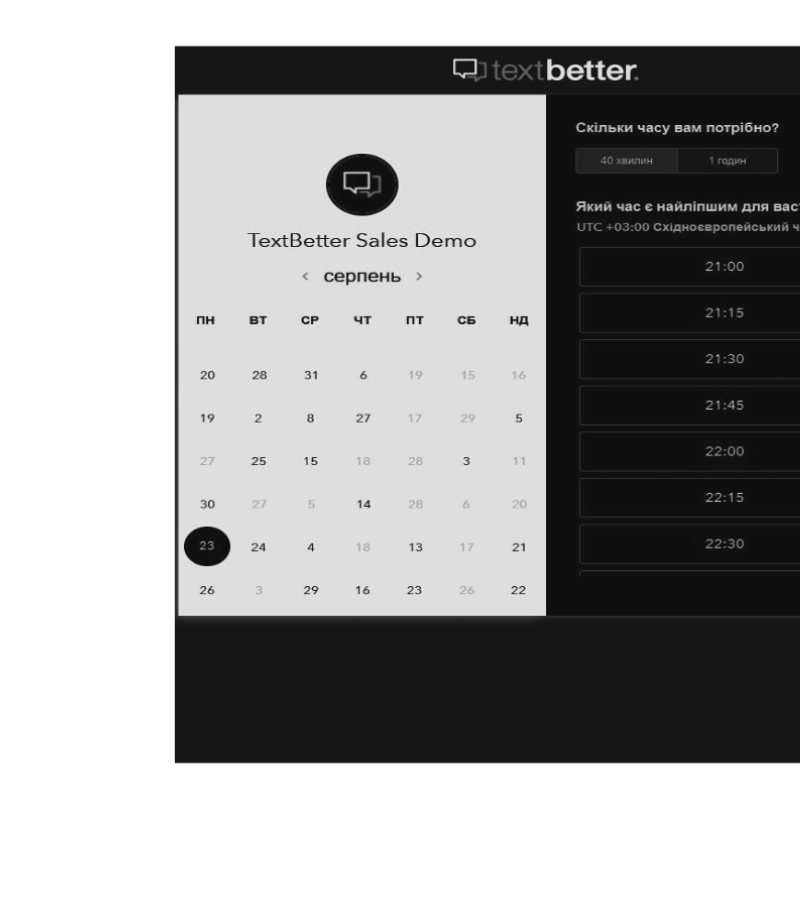 textbetter.
TextBetter Sales Demo
< серпень >
ПН ВТ СР ЧТ ПТ СБ НД
20 28 31 6 19 15 16
19 2 8 27 17 29 5
27 25 15 18 28 3 11
30 27 5 14 28 6 20
23 24 4 18 13 17 21
26 3 29 16 23 26 22
Скільки часу вам потрібно?
40 хвилин 1 годин
Який час є найліпшим для вас
UTC +03:00 Східноєвропейський
21:00
21:15
21:30
21:45
22:00
22:15
22:30